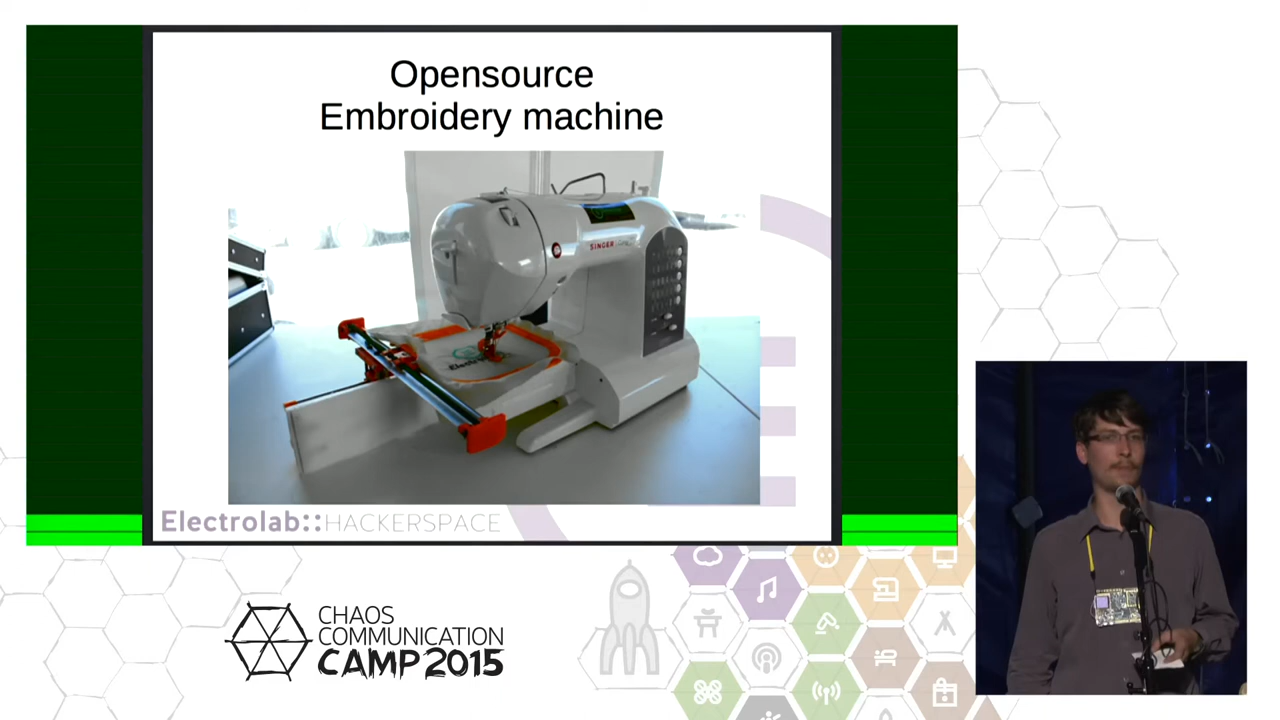 Opensource
Embroidery machine
SINGER
Electrolab::HACKERSPACE
CHAOS
COMMUNICATION
CAMP 2015